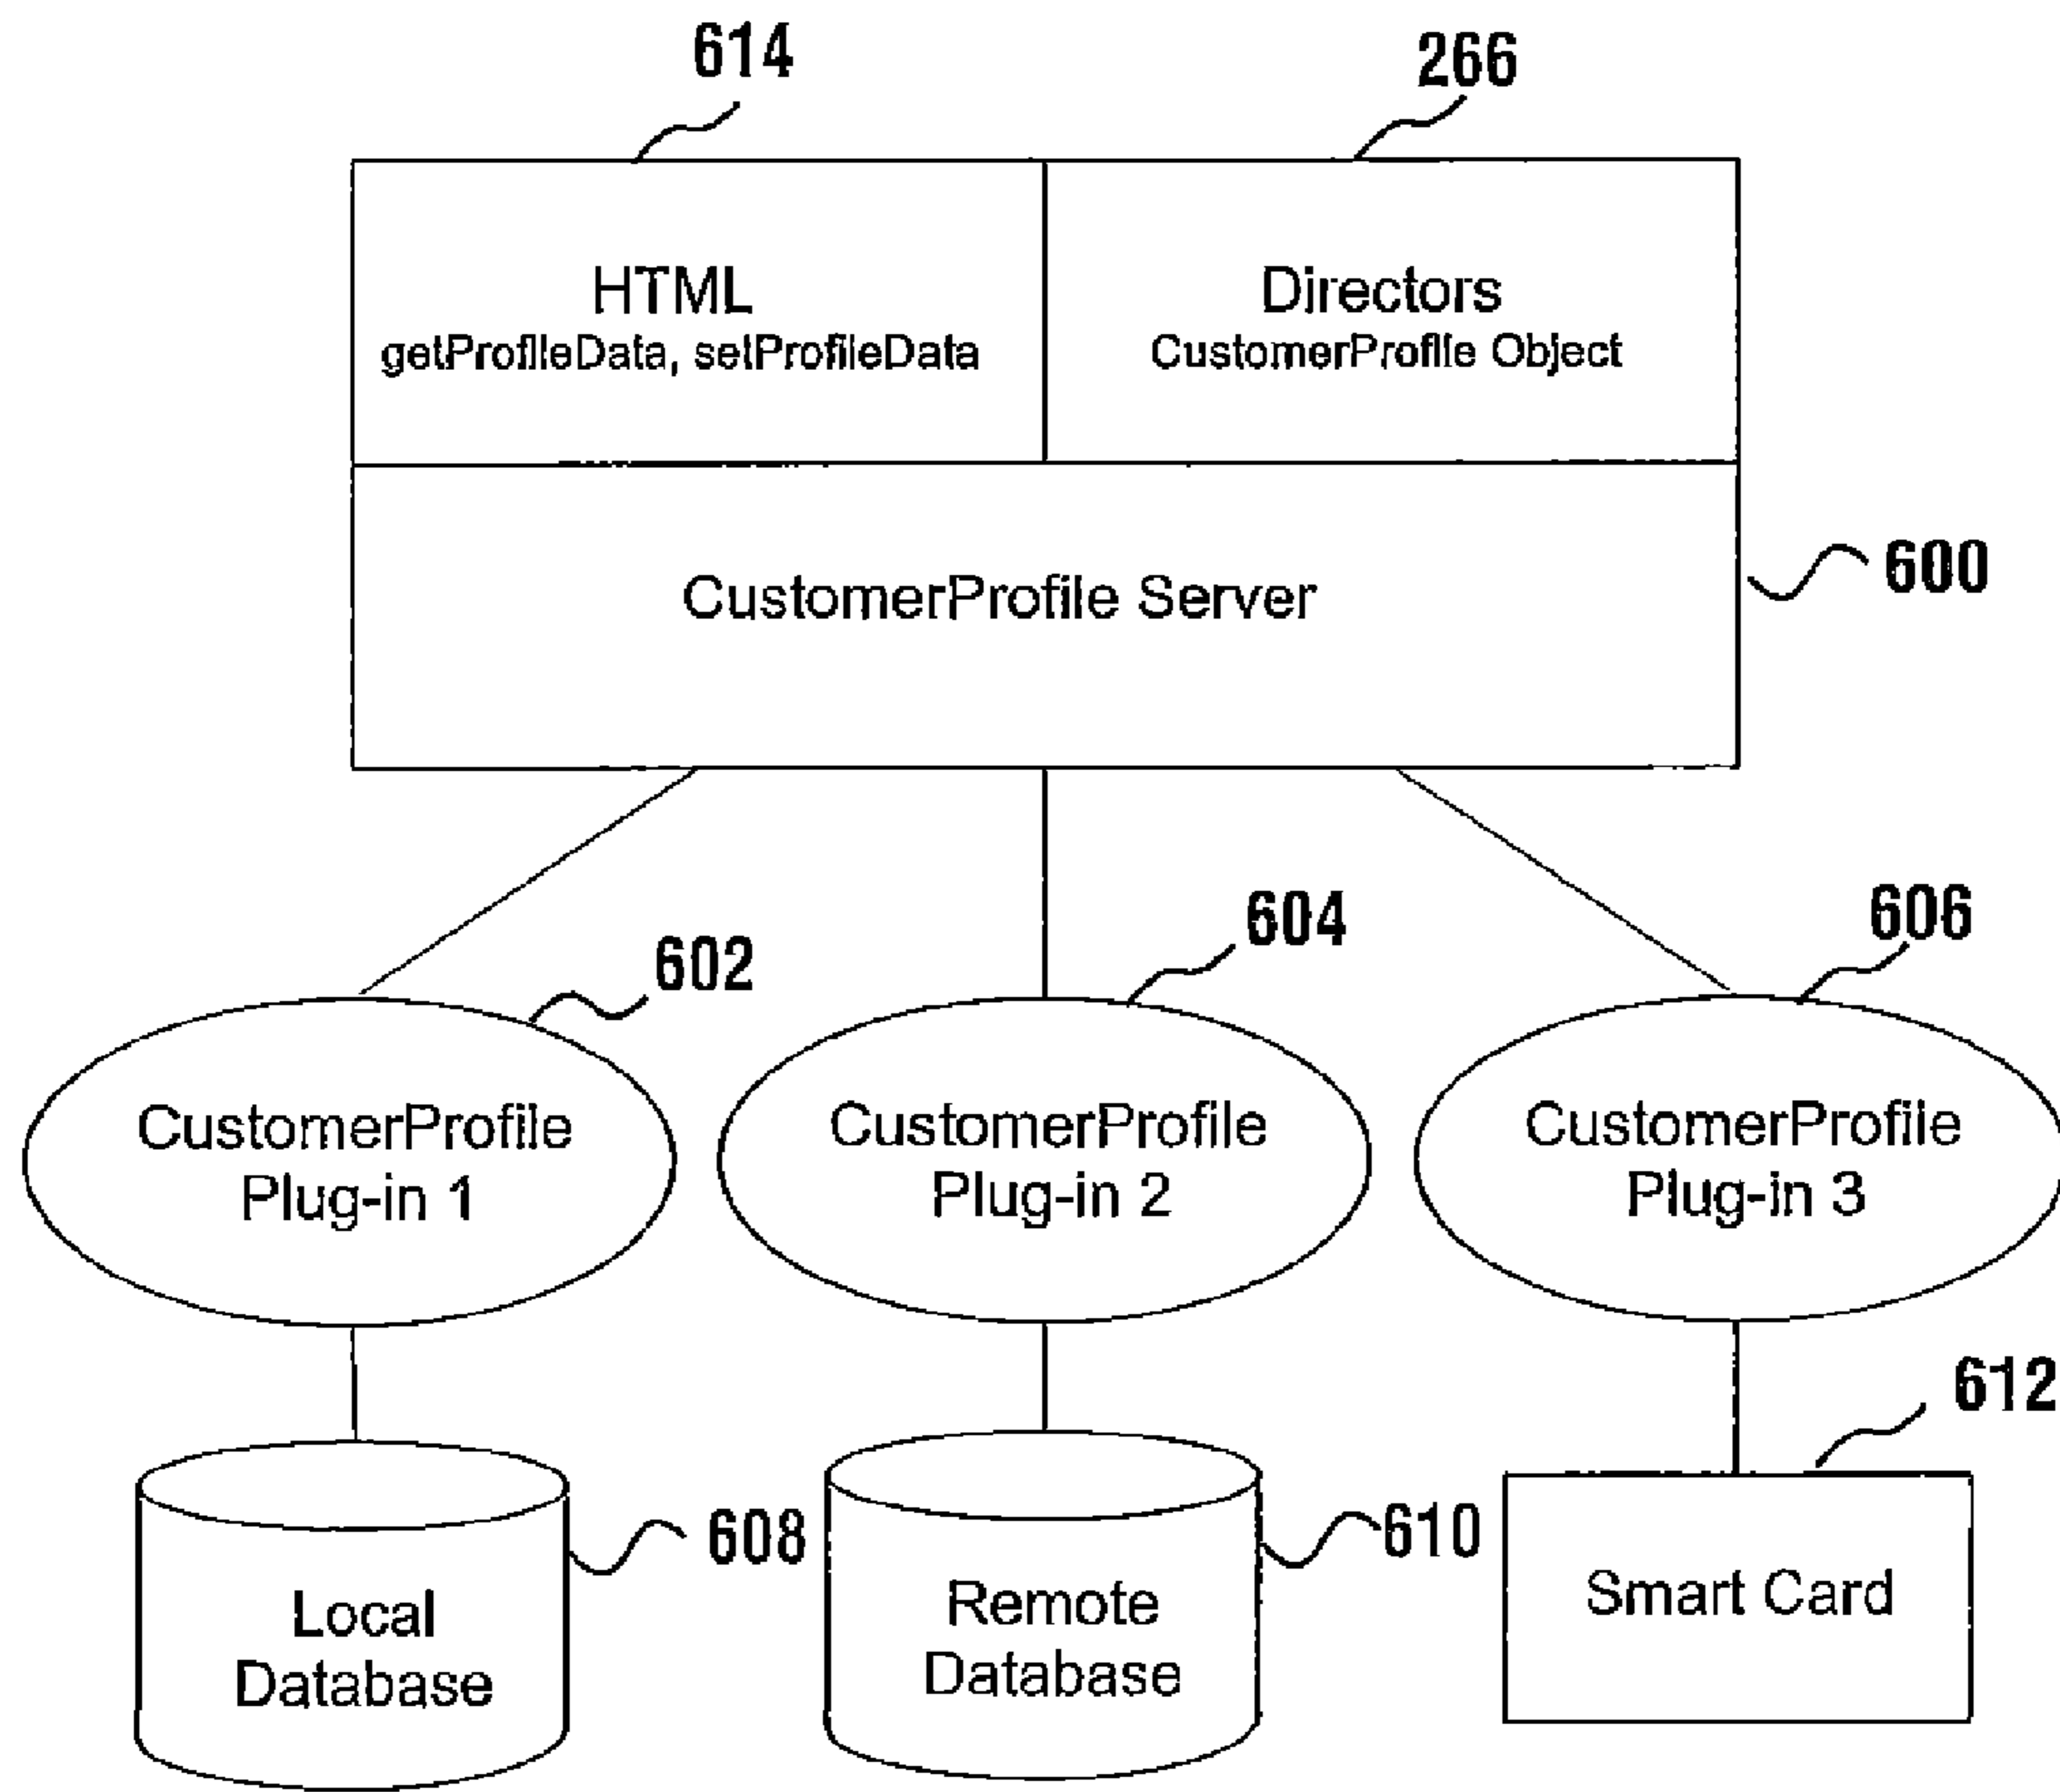 614
266
HTML
getProfileData, setProfileData
Directors
CustomerProfile Object
CustomerProfile Server
600
602
604
606
CustomerProfile
Plug-in 1
CustomerProfile
Plug-in 2
CustomerProfile
Plug-in 3
612
608
610
Local
Database
Remote
Database
Smart Card